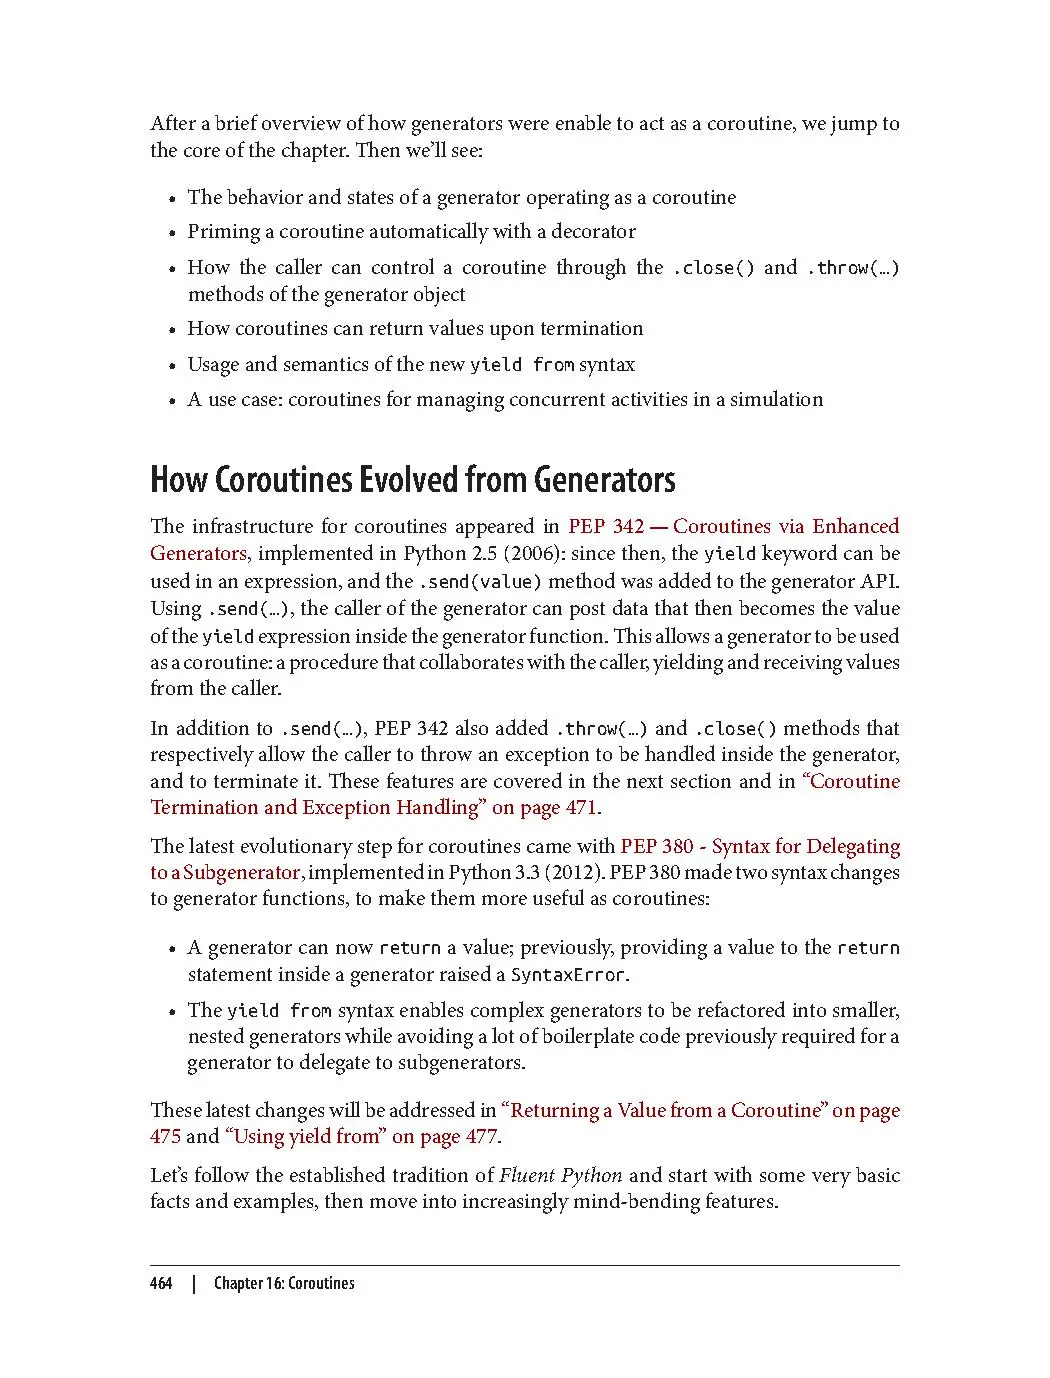 After a brief overview of how generators were enable to act as a coroutine, we jump to
the core of the chapter. Then we’ll see:
• The behavior and states of a generator operating as a coroutine
• Priming a coroutine automatically with a decorator
• How the caller can control a coroutine through the .close() and .throw(…)
methods of the generator object
• How coroutines can return values upon termination
• Usage and semantics of the new yield from syntax
• A use case: coroutines for managing concurrent activities in a simulation
How Coroutines Evolved from Generators
The infrastructure for coroutines appeared in PEP 342 — Coroutines via Enhanced
Generators, implemented in Python 2.5 (2006): since then, the yield keyword can be
used in an expression, and the .send(value) method was added to the generator API.
Using .send(…), the caller of the generator can post data that then becomes the value
of the yield expression inside the generator function. This allows a generator to be used
as a coroutine: a procedure that collaborates with the caller, yielding and receiving values
from the caller.
In addition to .send(…), PEP 342 also added .throw(…) and .close() methods that
respectively allow the caller to throw an exception to be handled inside the generator,
and to terminate it. These features are covered in the next section and in “Coroutine
Termination and Exception Handling” on page 471.
The latest evolutionary step for coroutines came with PEP 380 - Syntax for Delegating
to a Subgenerator, implemented in Python 3.3 (2012). PEP 380 made two syntax changes
to generator functions, to make them more useful as coroutines:
• A generator can now return a value; previously, providing a value to the return
statement inside a generator raised a SyntaxError.
• The yield from syntax enables complex generators to be refactored into smaller,
nested generators while avoiding a lot of boilerplate code previously required for a
generator to delegate to subgenerators.
These latest changes will be addressed in “Returning a Value from a Coroutine” on page
475 and “Using yield from” on page 477.
Let’s follow the established tradition of Fluent Python and start with some very basic
facts and examples, then move into increasingly mind-bending features.
464 | Chapter 16: Coroutines